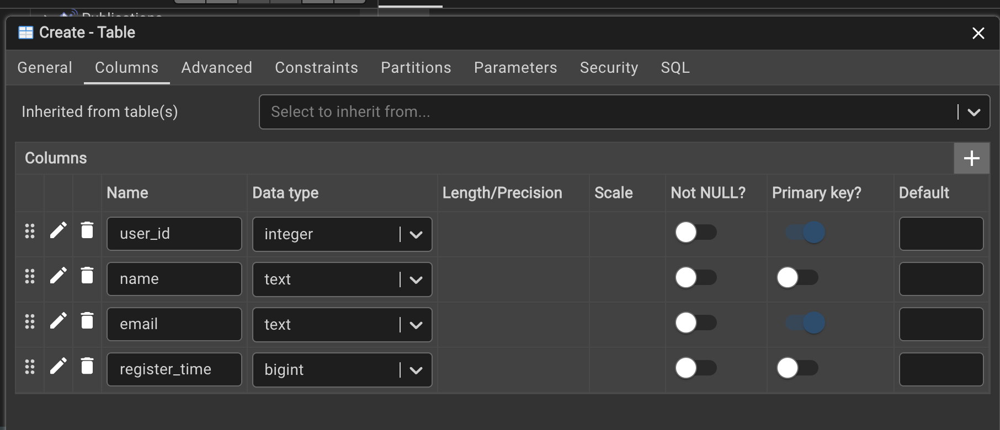 Publications
Create - Table
General Columns Advanced Constraints Partitions Parameters Security SQL
Inherited from table(s) Select to inherit from...
Columns
Name Data type Length/Precision Scale Not NULL? Primary key? Default
user_id integer
name text
email text
register_time bigint